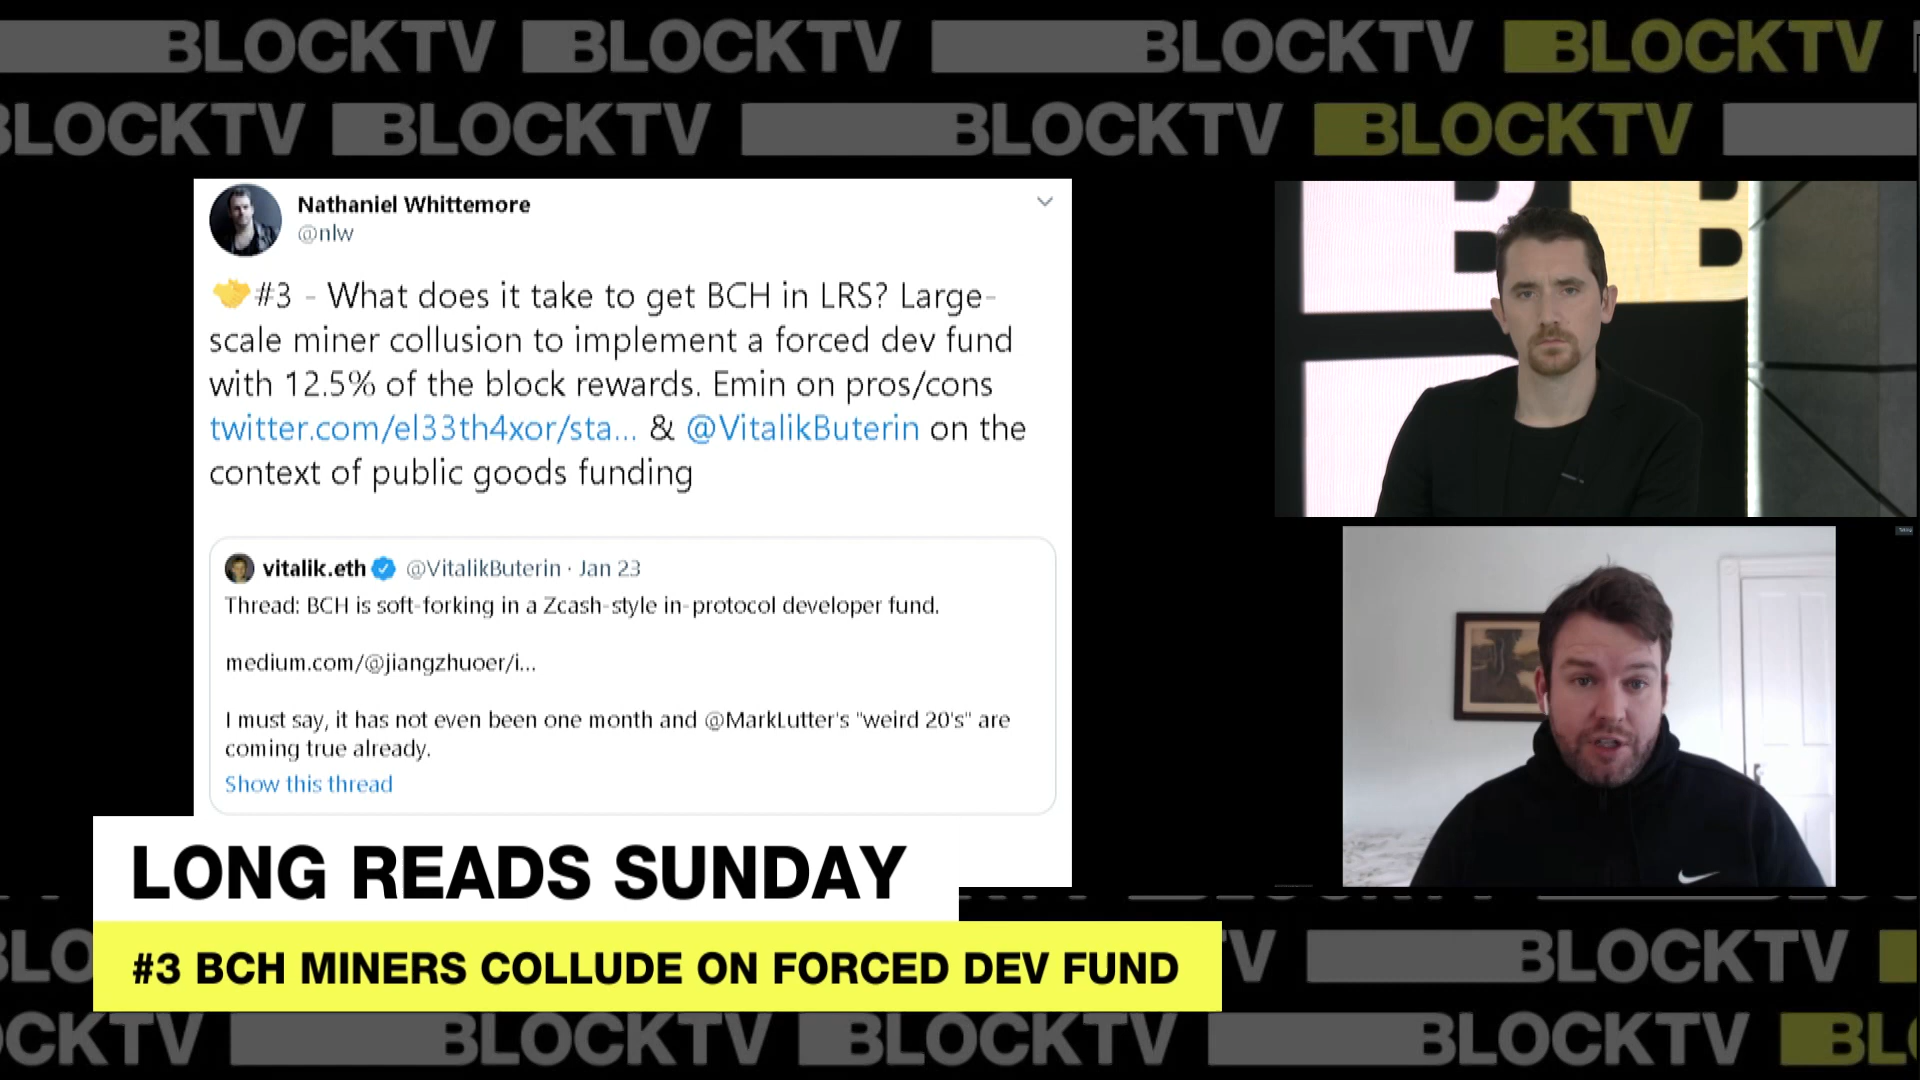 BLOCKTV BLOCKTV BLOCKTV BLOCKTV
BLOCKTV BLOCKTV BLOCKTV BLOCKTV
Nathaniel Whittemore
@nlw
🤝#3 - What does it take to get BCH in LRS? Large-
scale miner collusion to implement a forced dev fund
with 12.5% of the block rewards. Emin on pros/cons
twitter.com/el33th4xor/sta... & @VitalikButerin on the
context of public goods funding
vitalik.eth @VitalikButerin · Jan 23
Thread: BCH is soft-forking in a Zcash-style in-protocol developer fund.
medium.com/@jiangzhuoer/i...
I must say, it has not even been one month and @MarkLutter's "weird 20's" are
coming true already.
Show this thread
LONG READS SUNDAY
#3 BCH MINERS COLLUDE ON FORCED DEV FUND
BLO TV BLOCKTV
OCKTV BLOCKTV BLOCKTV BLOCKTV BL